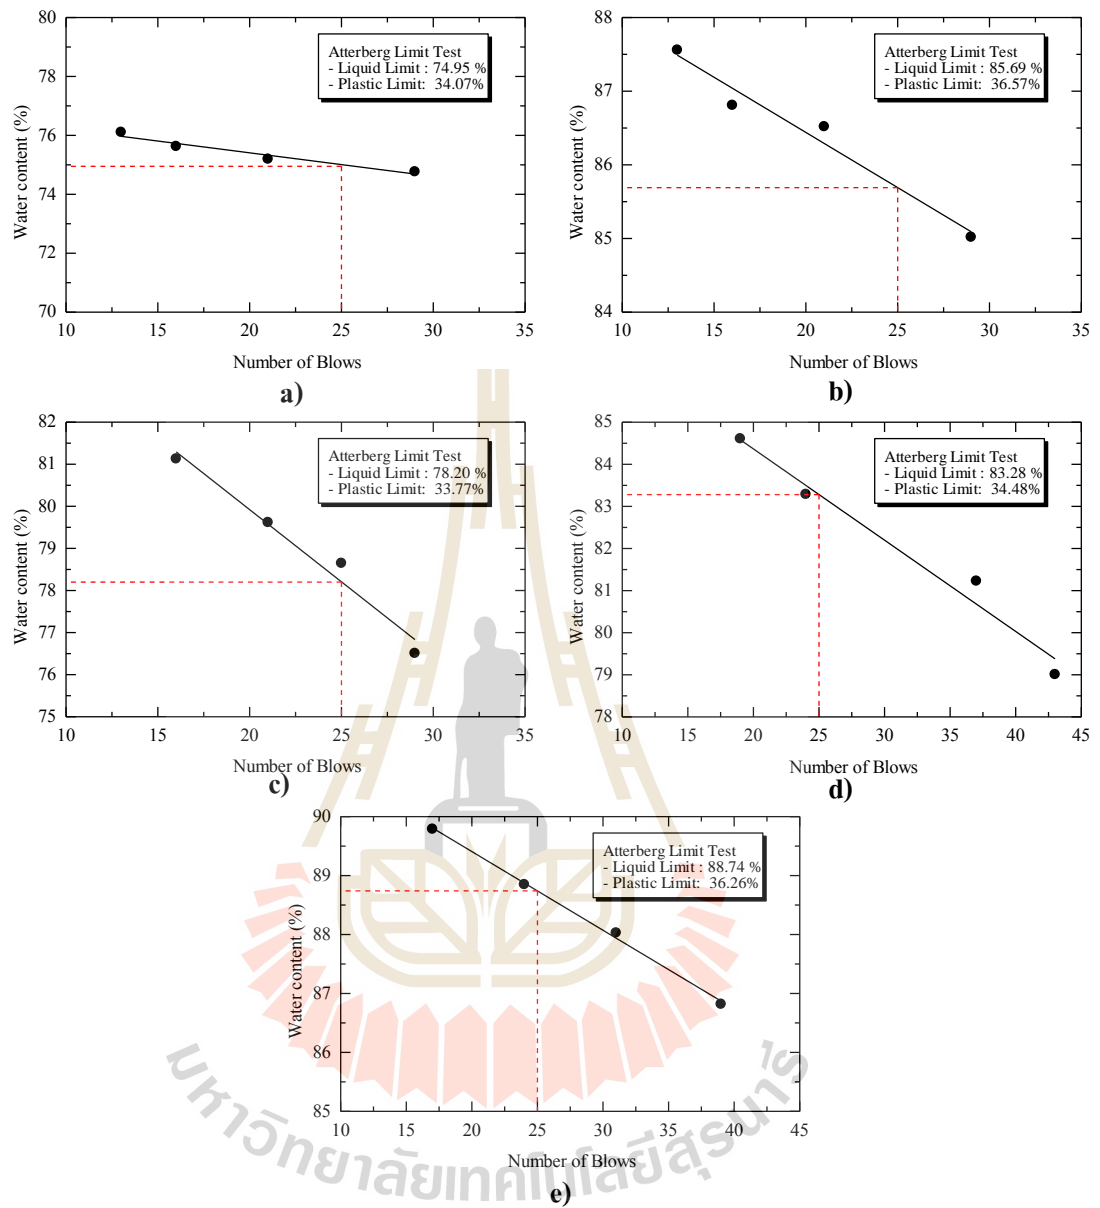 80
78
76
74
72
70
Water content (%)
Atterberg Limit Test
- Liquid Limit : 74.95 %
- Plastic Limit: 34.07%
10 15 20 25 30 35
Number of Blows
a)
88
87
86
85
84
Water content (%)
Atterberg Limit Test
- Liquid Limit : 85.69 %
- Plastic Limit: 36.57%
10 15 20 25 30 35
Number of Blows
b)
82
81
80
79
78
77
76
75
Water content (%)
Atterberg Limit Test
- Liquid Limit : 78.20 %
- Plastic Limit: 33.77%
10 15 20 25 30 35
Number of Blows
c)
85
84
83
82
81
80
79
78
Water content (%)
Atterberg Limit Test
- Liquid Limit : 83.28 %
- Plastic Limit: 34.48%
10 15 20 25 30 35 40 45
Number of Blows
d)
90
89
88
87
86
85
Water content (%)
Atterberg Limit Test
- Liquid Limit : 88.74 %
- Plastic Limit: 36.26%
10 15 20 25 30 35 40 45
Number of Blows
e)
มหาวิทยาลัยเทคโนโลยีสุรนารี